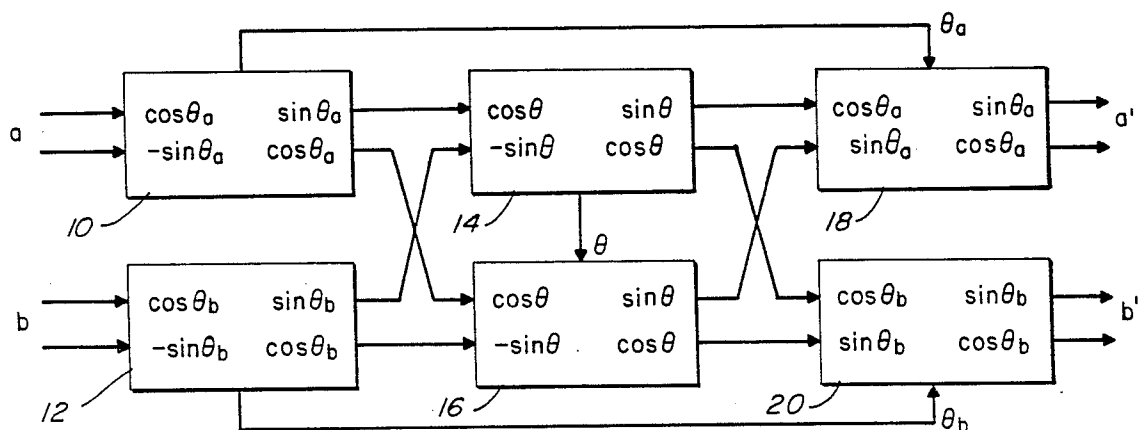 θa
a cosθa sinθa cosθ sinθ cosθa sinθa a'
-sinθa cosθa -sinθ cosθ sinθa cosθa
10 14 18
θ
b cosθb sinθb cosθ sinθ cosθb sinθb b'
-sinθb cosθb -sinθ cosθ sinθb cosθb
12 16 20
θb